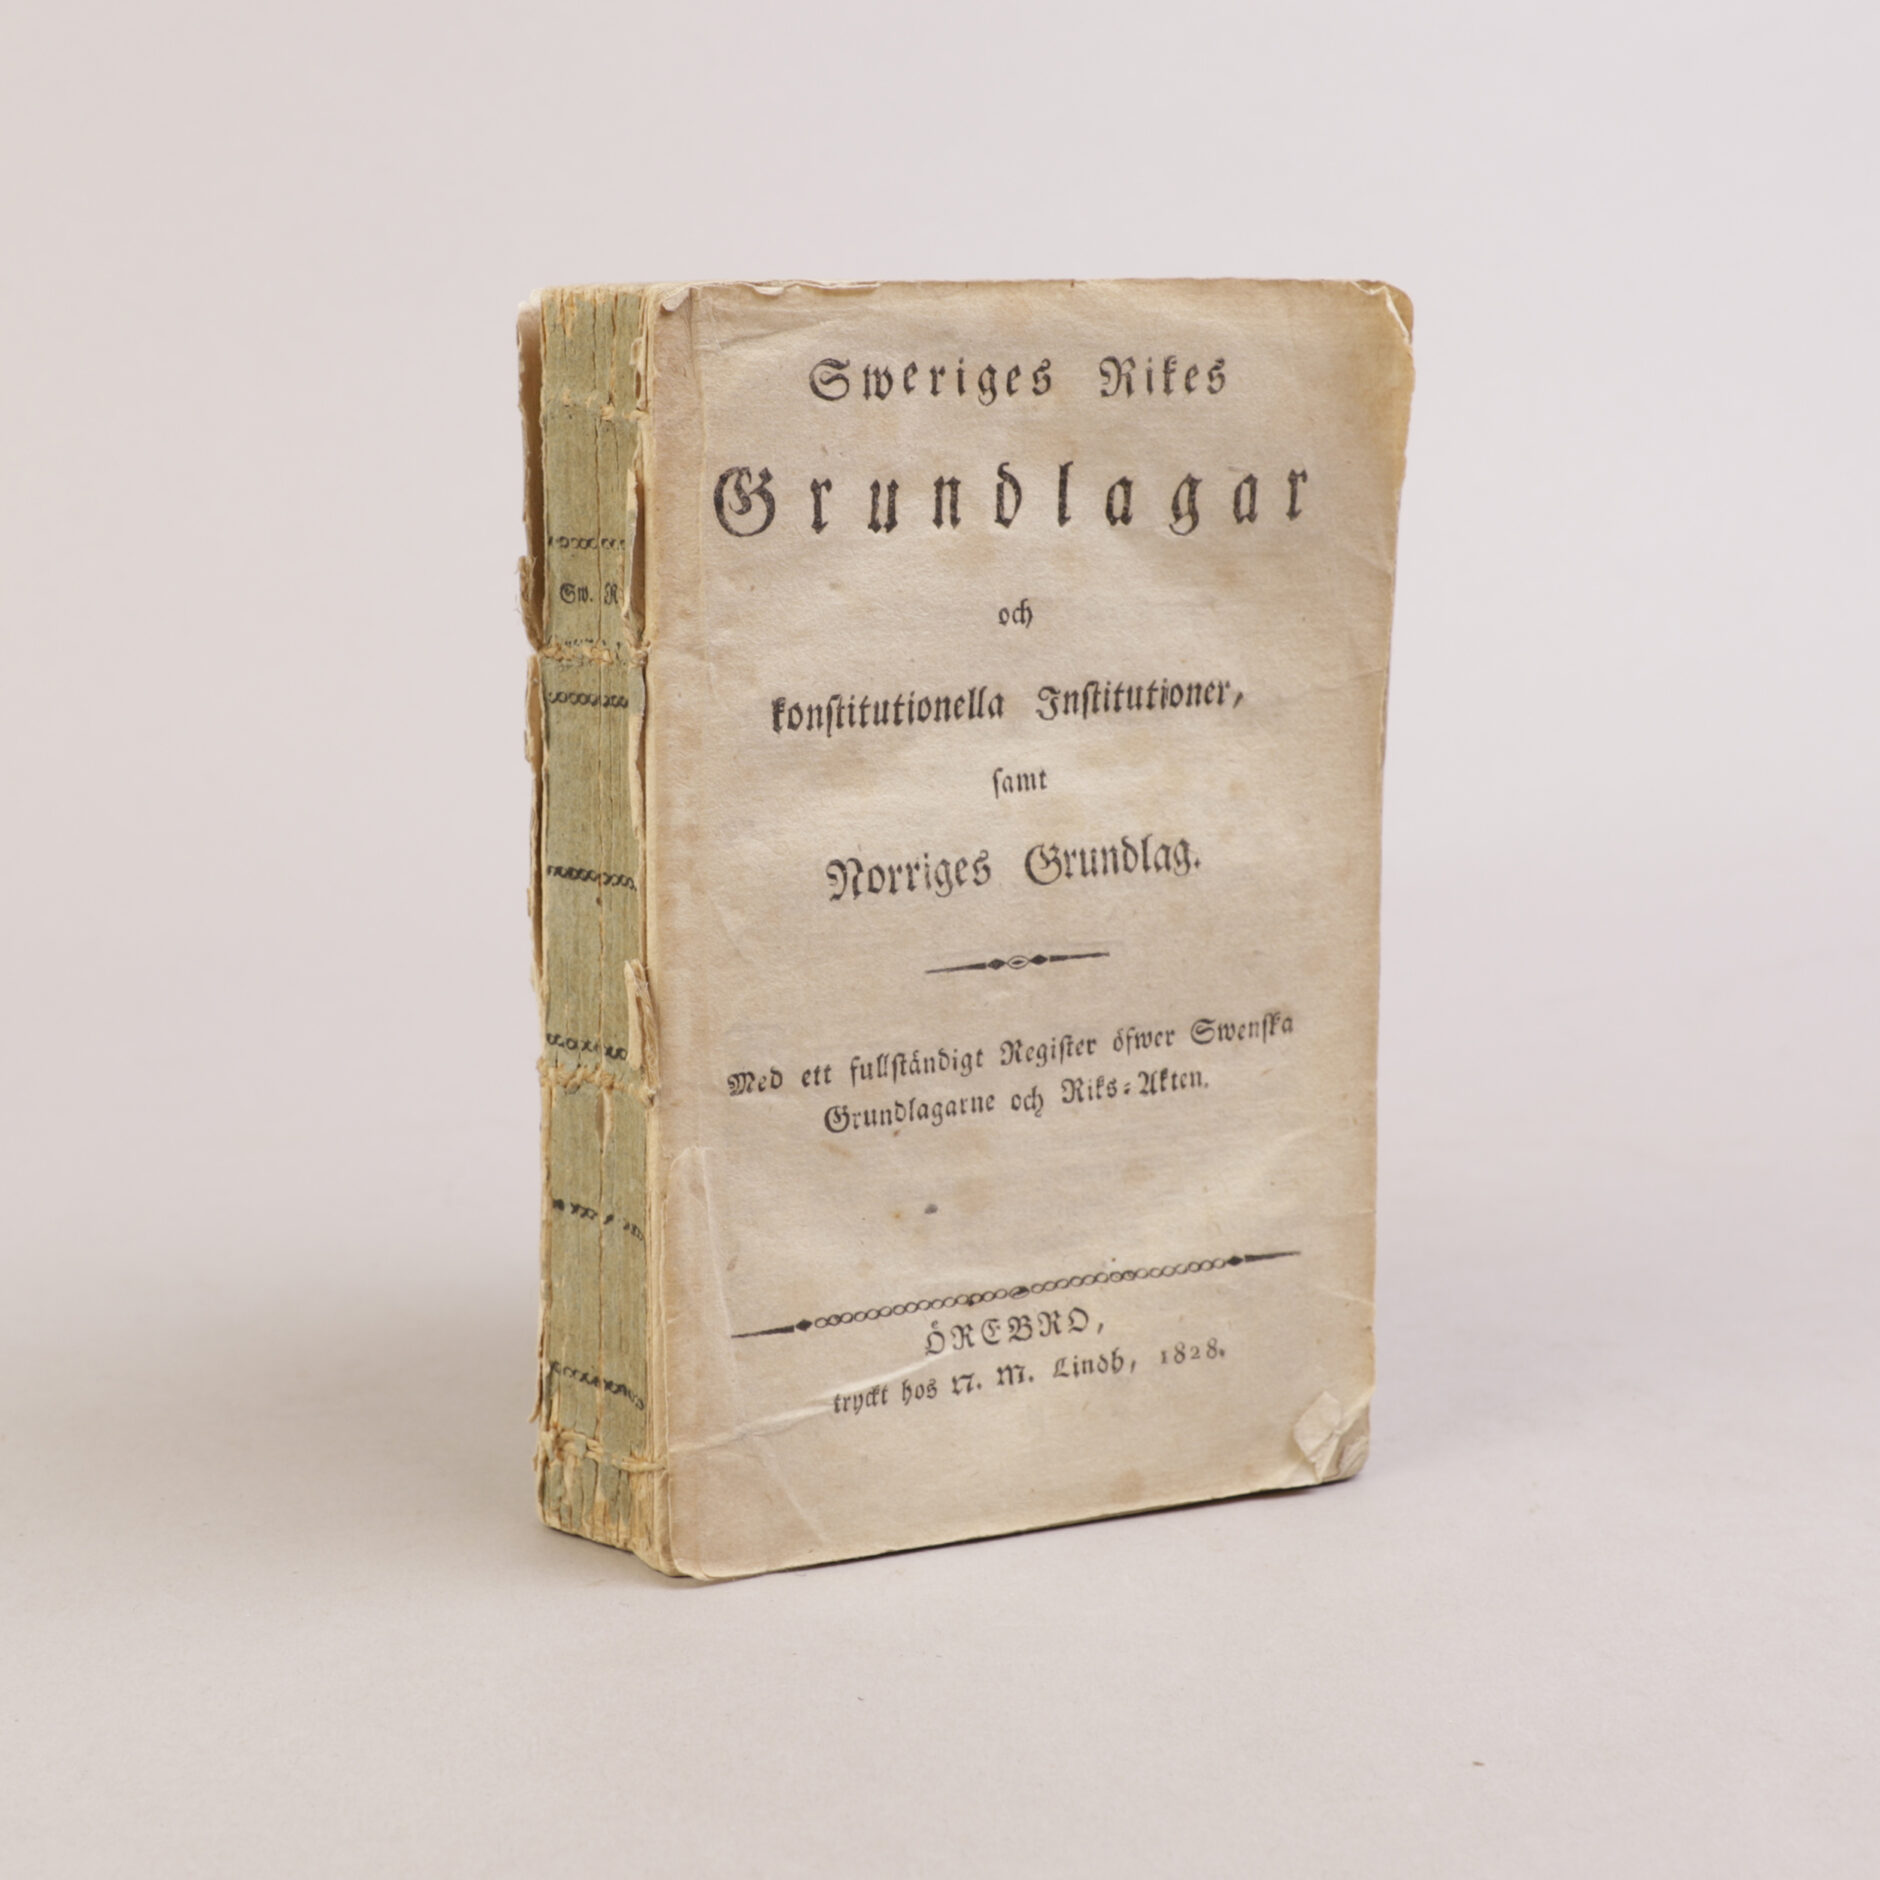 Sw. R
Sweriges Rikes
Grundlagar
och
konstitutionella Institutioner,
samt
Norriges Grundlag.
Med ett fullständigt Register öfwer Swenska
Grundlagarne och Riks-Akten.
ÖREBRO,
tryckt hos N. M. Lindh, 1828.